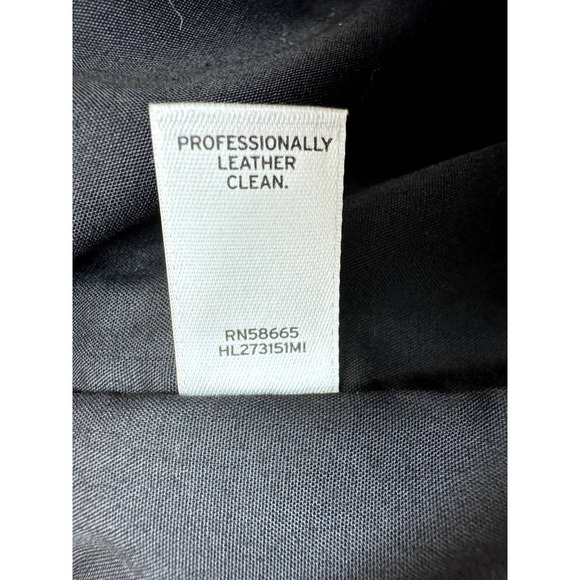 PROFESSIONALLY
LEATHER
CLEAN.
RN58665
HL273151MI